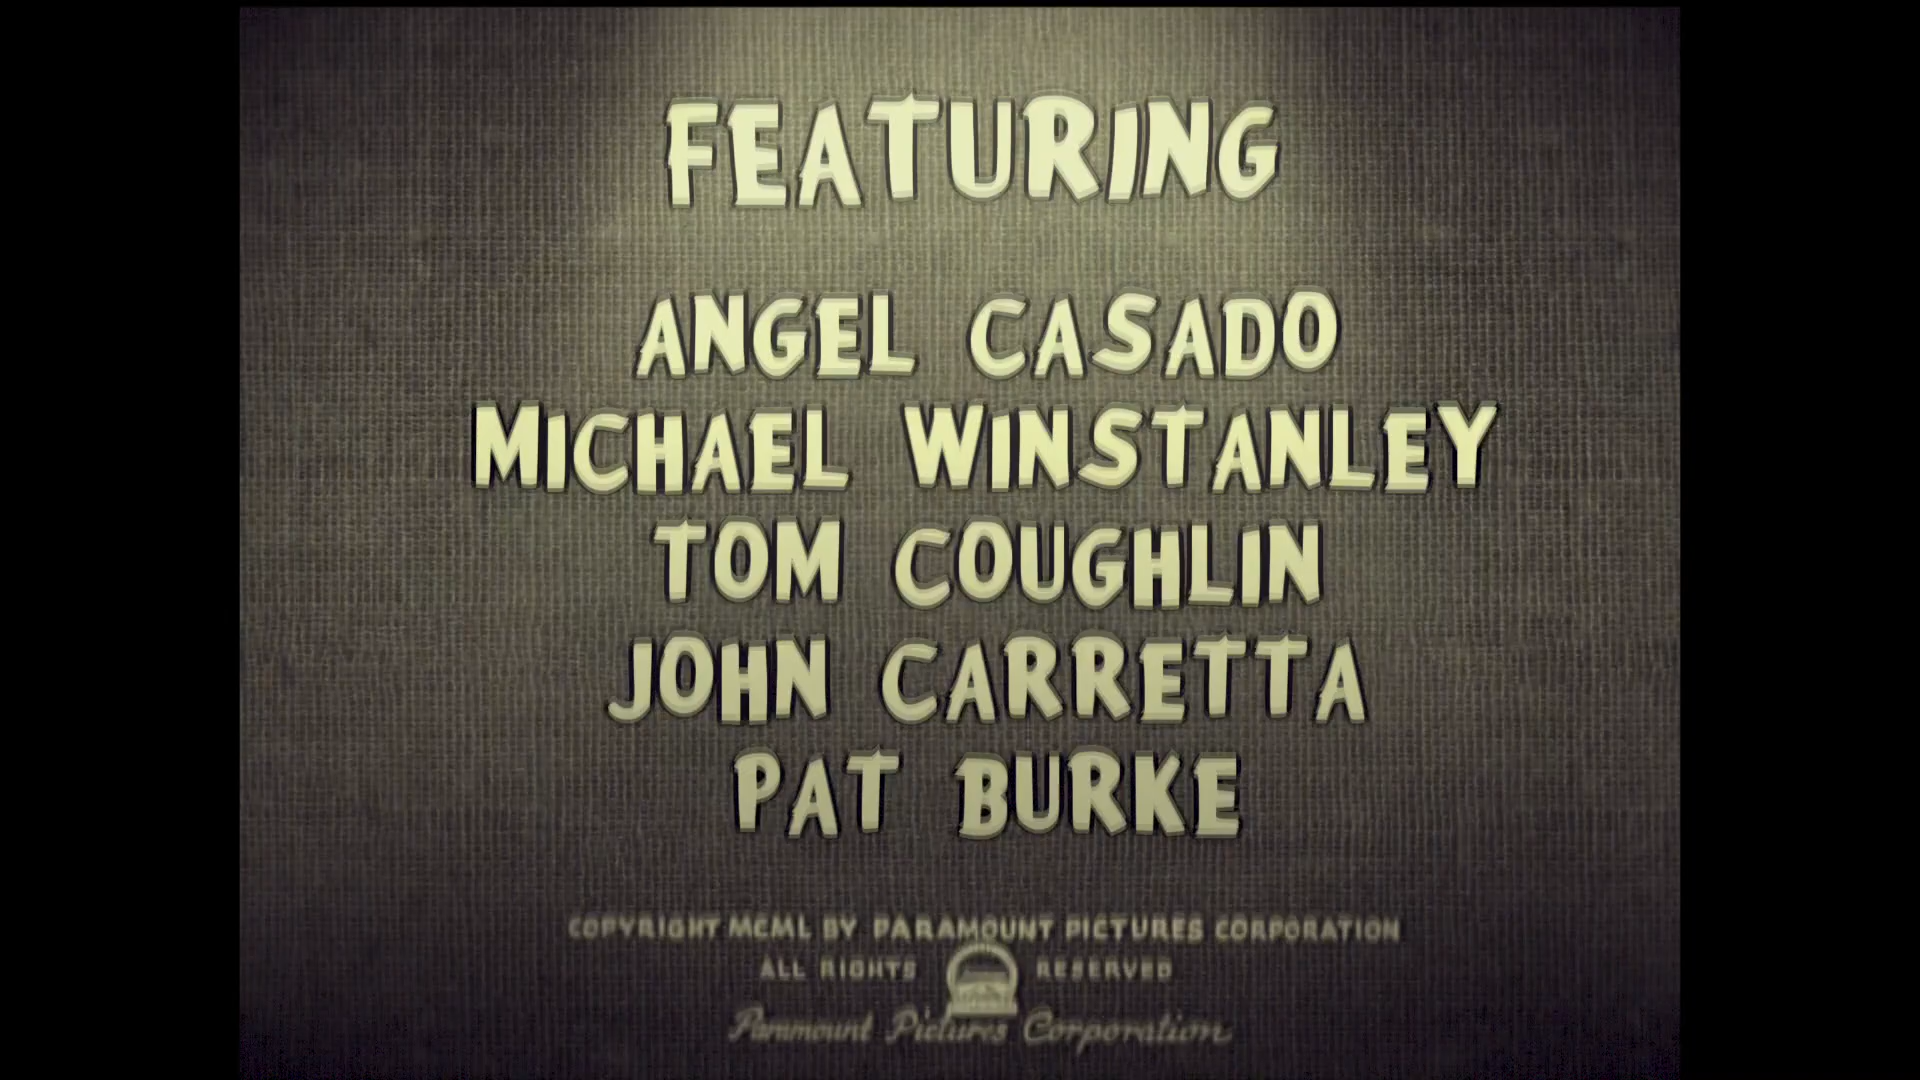 FEATURING
ANGEL CASADO
MICHAEL WINSTANLEY
TOM COUGHLIN
JOHN CARRETTA
PAT BURKE
COPYRIGHT MCML BY PARAMOUNT PICTURES CORPORATION
ALL RIGHTS RESERVED
Paramount Pictures Corporation